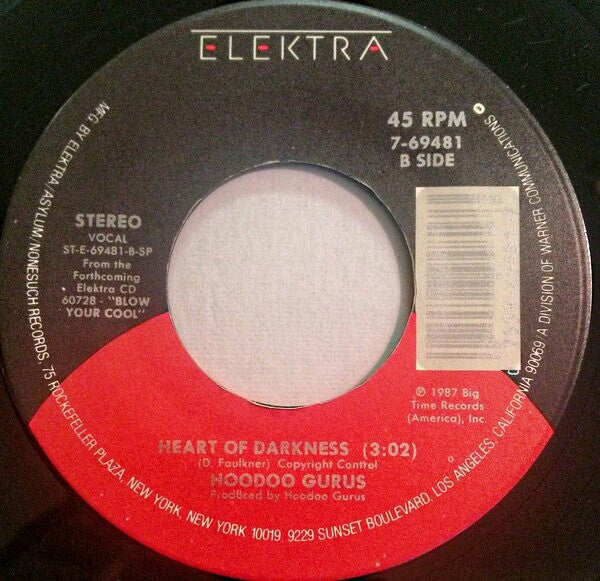 ELEKTRA
45 RPM
7-69481
B SIDE
STEREO
VOCAL
ST-E-69481-B-SP
From the
Forthcoming
Elektra CD
60728 - "BLOW
YOUR COOL"
℗ 1987 Big
Time Records
(America), Inc.
HEART OF DARKNESS (3:02)
(D. Faulkner) Copyright Control
HOODOO GURUS
Produced by Hoodoo Gurus
MFG. BY ELEKTRA/ASYLUM/NONESUCH RECORDS, 75 ROCKEFELLER PLAZA, NEW YORK, NEW YORK 10019, 9229 SUNSET BOULEVARD, LOS ANGELES, CALIFORNIA 90069 A DIVISION OF WARNER COMMUNICATIONS